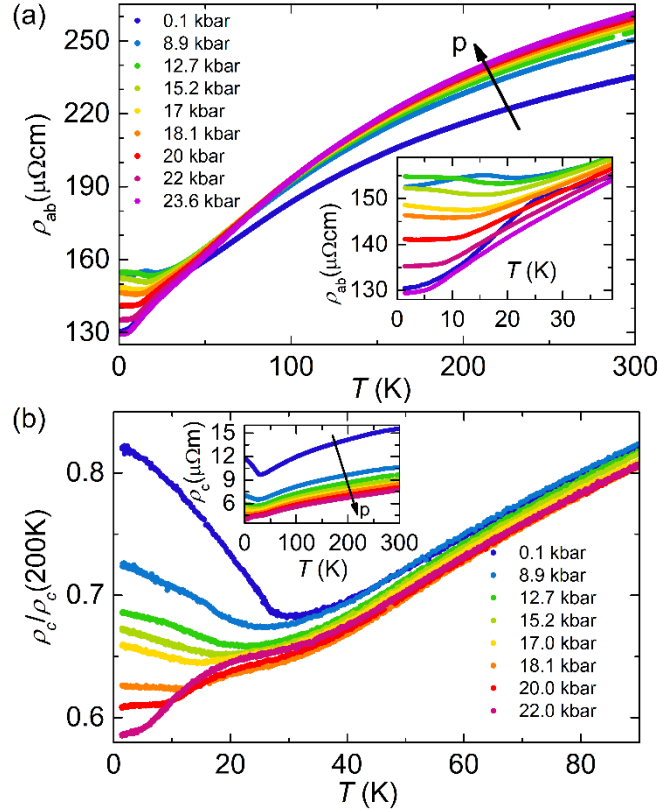 (a)
0.1 kbar
8.9 kbar
12.7 kbar
15.2 kbar
17 kbar
18.1 kbar
20 kbar
22 kbar
23.6 kbar
p
250
220
190
160
130
ρab(μΩcm)
0 100 200 300
T (K)
150
140
130
ρab(μΩcm)
0 10 20 30
T (K)
(b)
0.8
0.7
0.6
ρc/ρc(200K)
0 20 40 60 80
T (K)
15
12
9
6
ρc(μΩm)
0 100 200 300
T (K)
p
0.1 kbar
8.9 kbar
12.7 kbar
15.2 kbar
17.0 kbar
18.1 kbar
20.0 kbar
22.0 kbar